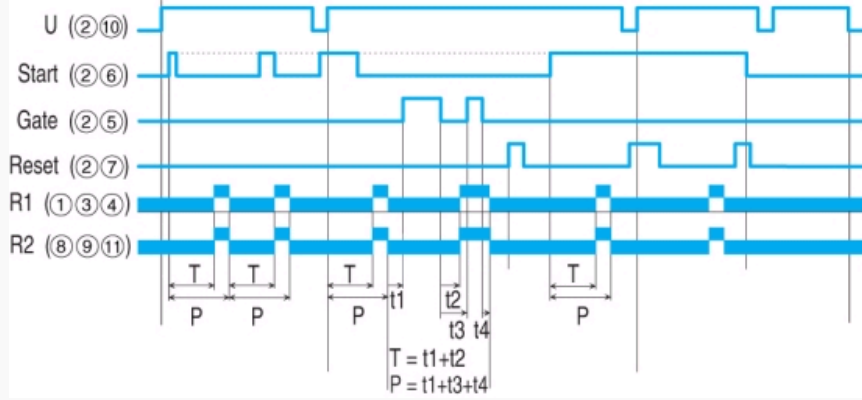 U (②⑩)
Start (②⑥)
Gate (②⑤)
Reset (②⑦)
R1 (①③④)
R2 (⑧⑨⑪)
T T T T
P P P t1 t2 P
t3 t4
T = t1+t2
P = t1+t3+t4